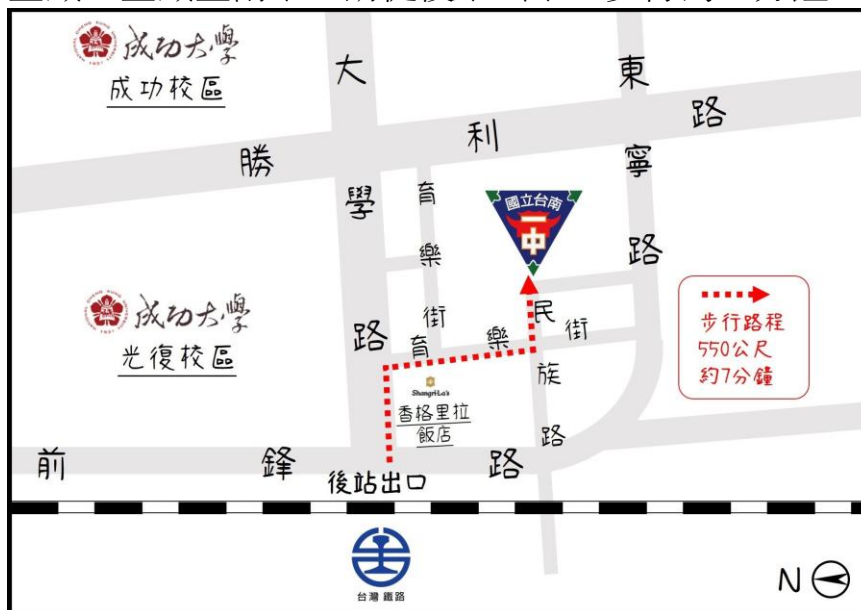 成功大學
成功校區
大學路
東寧路
勝利路
育樂街
國立台南
一中
成功大學
光復校區
育樂街
民族路
步行路程
550公尺
約7分鐘
Shangri-La's
香格里拉
飯店
前鋒路
後站出口
台灣鐵路
N